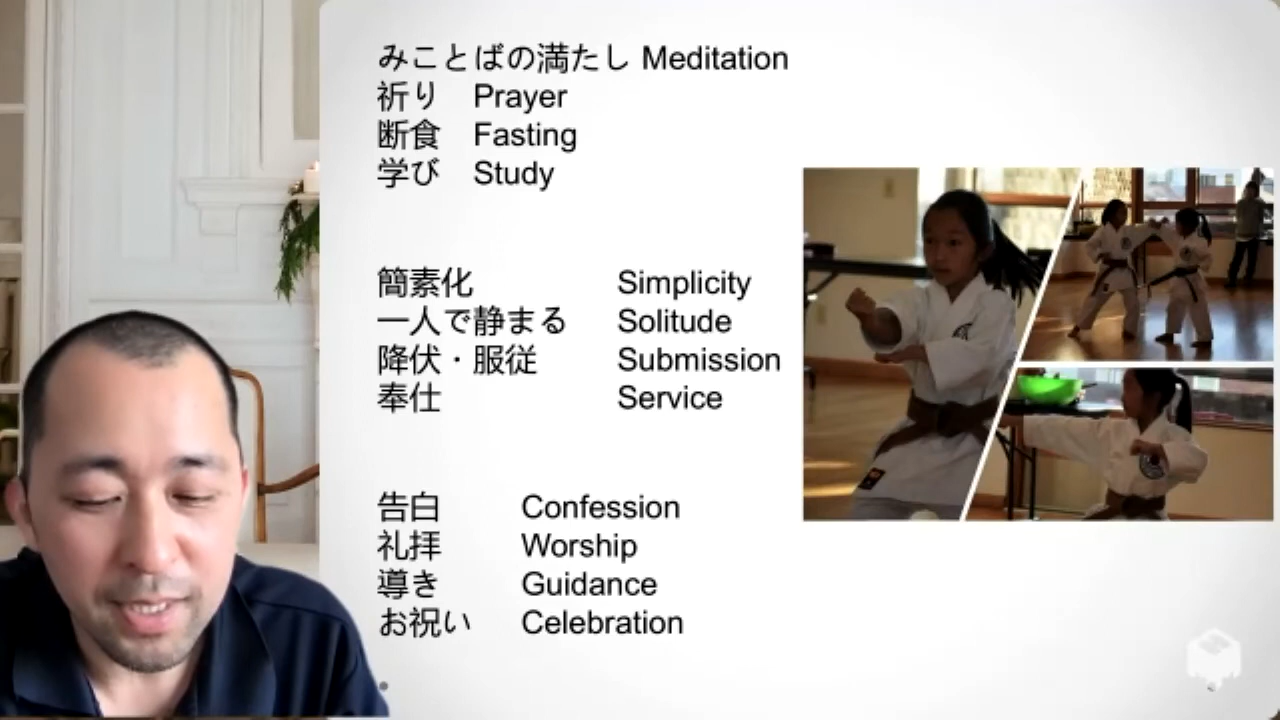 みことばの満たし Meditation
祈り Prayer
断食 Fasting
学び Study
簡素化 Simplicity
一人で静まる Solitude
降伏・服従 Submission
奉仕 Service
告白 Confession
礼拝 Worship
導き Guidance
お祝い Celebration